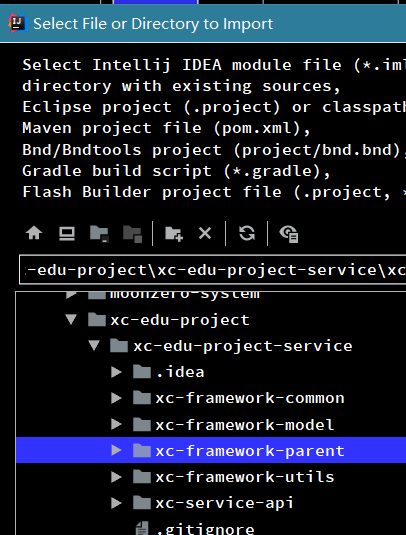 Select File or Directory to Import
Select Intellij IDEA module file (*.iml
directory with existing sources,
Eclipse project (.project) or classpath
Maven project file (pom.xml),
Bnd/Bndtools project (project/bnd.bnd),
Gradle build script (*.gradle),
Flash Builder project file (.project, *
-edu-project\xc-edu-project-service\xc
moonzero-system
xc-edu-project
xc-edu-project-service
.idea
xc-framework-common
xc-framework-model
xc-framework-parent
xc-framework-utils
xc-service-api
.gitignore